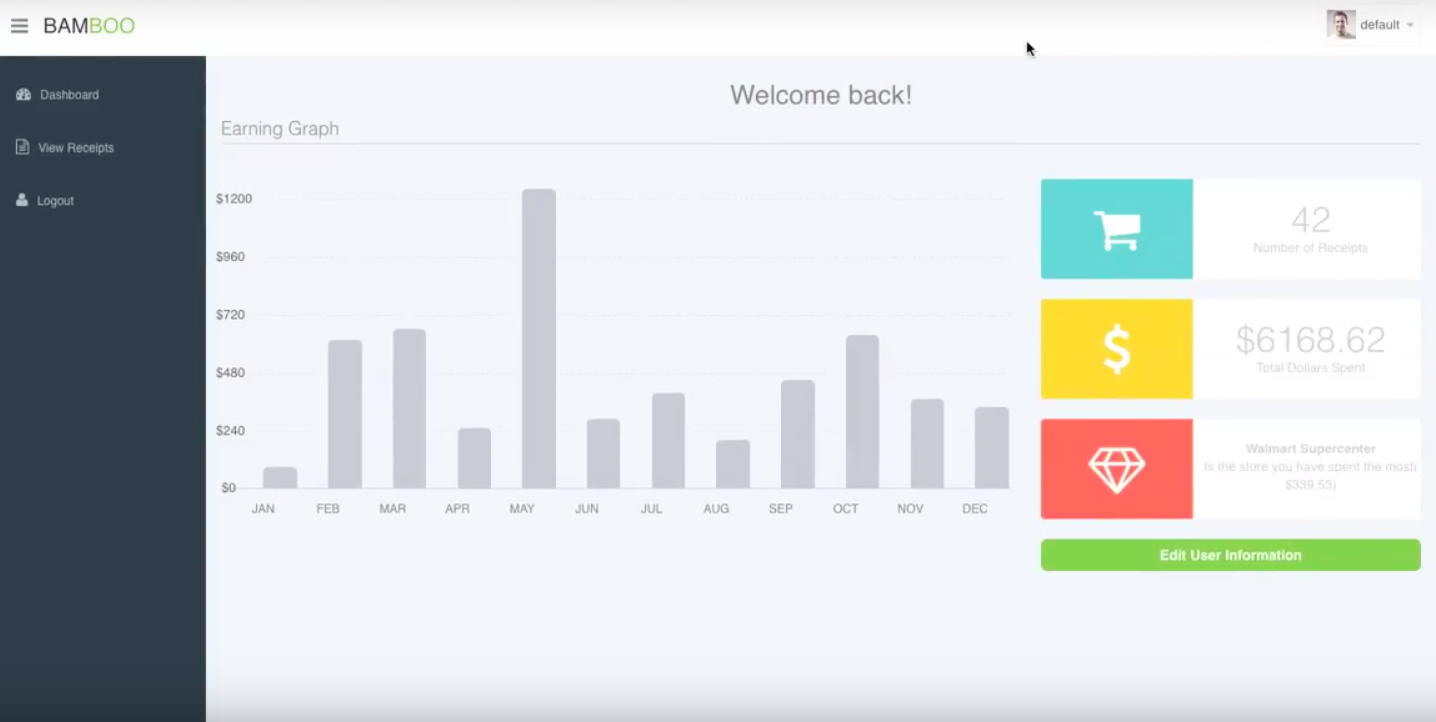 BAMBOO
default
Dashboard
View Receipts
Logout
Welcome back!
Earning Graph
$1200
$960
$720
$480
$240
$0
JAN FEB MAR APR MAY JUN JUL AUG SEP OCT NOV DEC
42
Number of Receipts
$6168.62
Total Dollars Spent
Walmart Supercenter
Is the store you have spent the most(
$339.53)
Edit User Information